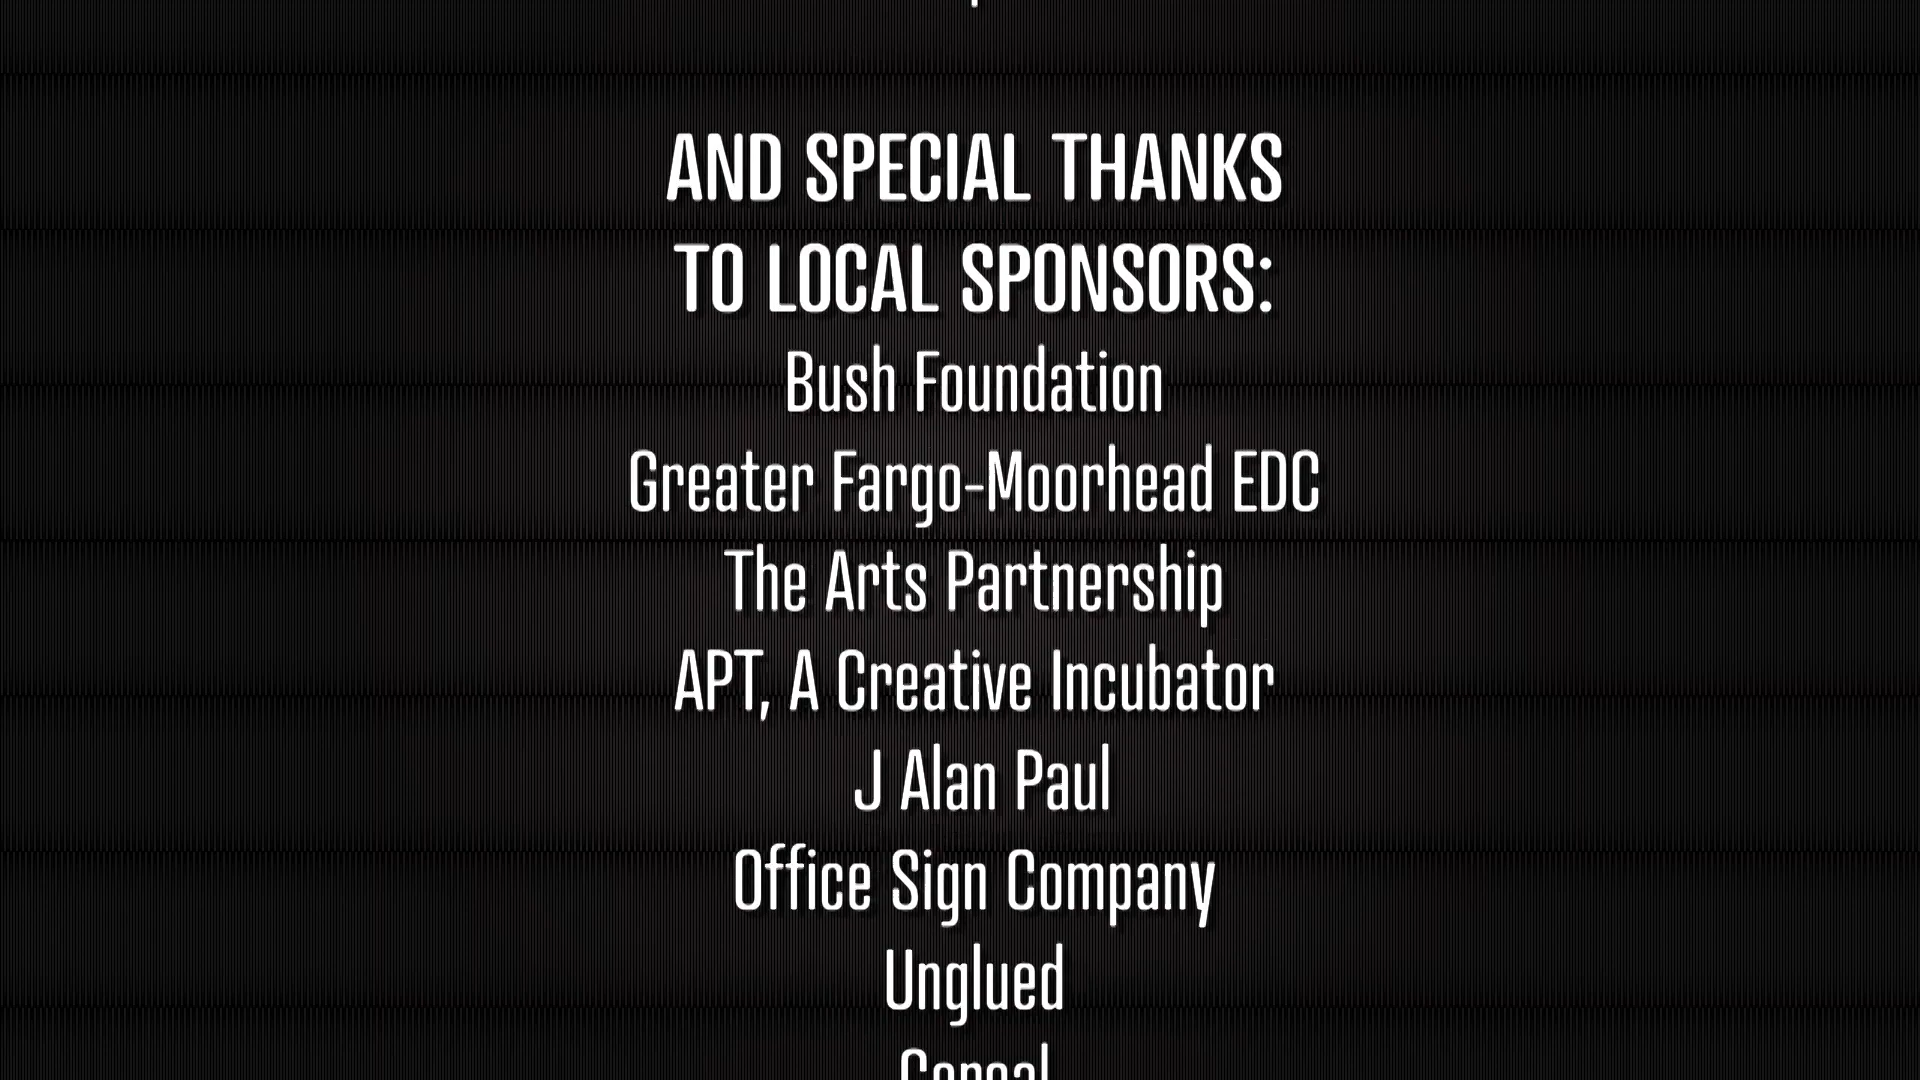 AND SPECIAL THANKS
TO LOCAL SPONSORS:
Bush Foundation
Greater Fargo-Moorhead EDC
The Arts Partnership
APT, A Creative Incubator
J Alan Paul
Office Sign Company
Unglued